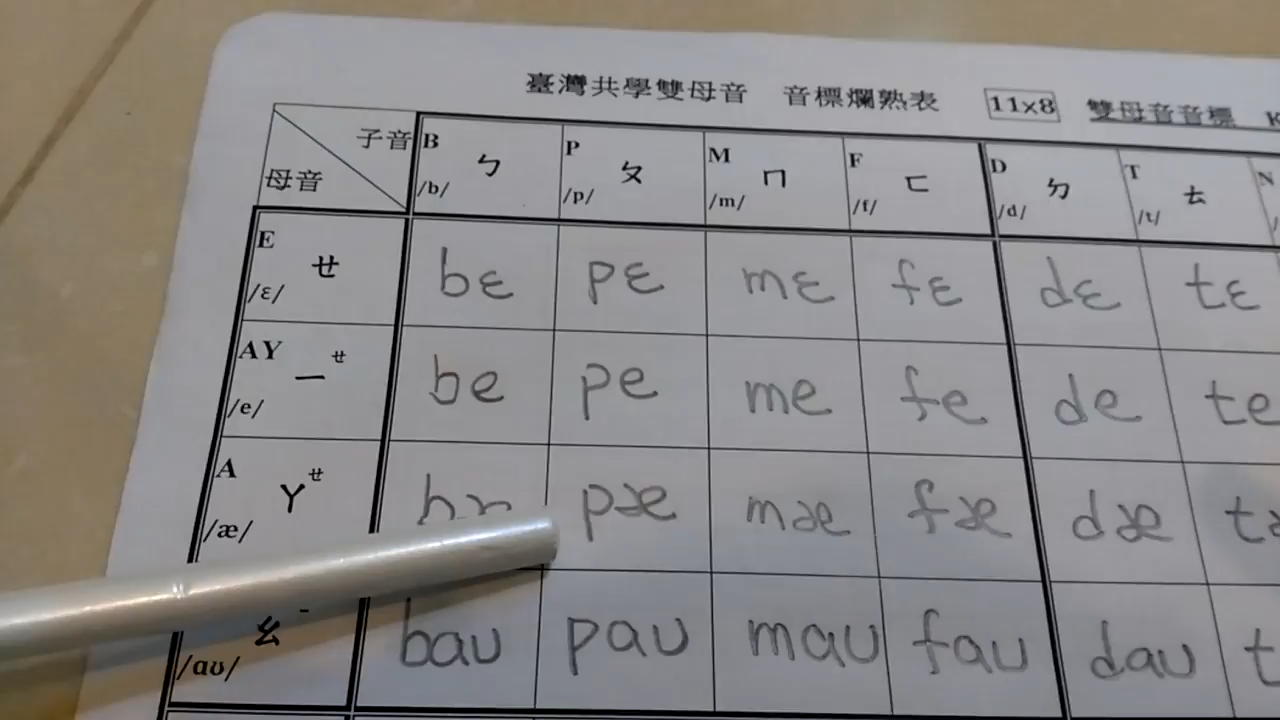 臺灣共學雙母音 音標爛熟表 11x8 雙母音音標 K
子音 母音
B ㄅ /b/
P ㄆ /p/
M ㄇ /m/
F ㄈ /f/
D ㄉ /d/
T ㄊ /t/
N
E ㄝ /ɛ/ bɛ pɛ mɛ fɛ dɛ tɛ
AY ㄧㄝ /e/ be pe me fe de te
A ㄚㄝ /æ/ pæ mæ fæ dæ
ㄠ /aʊ/ baʊ paʊ maʊ faʊ daʊ t